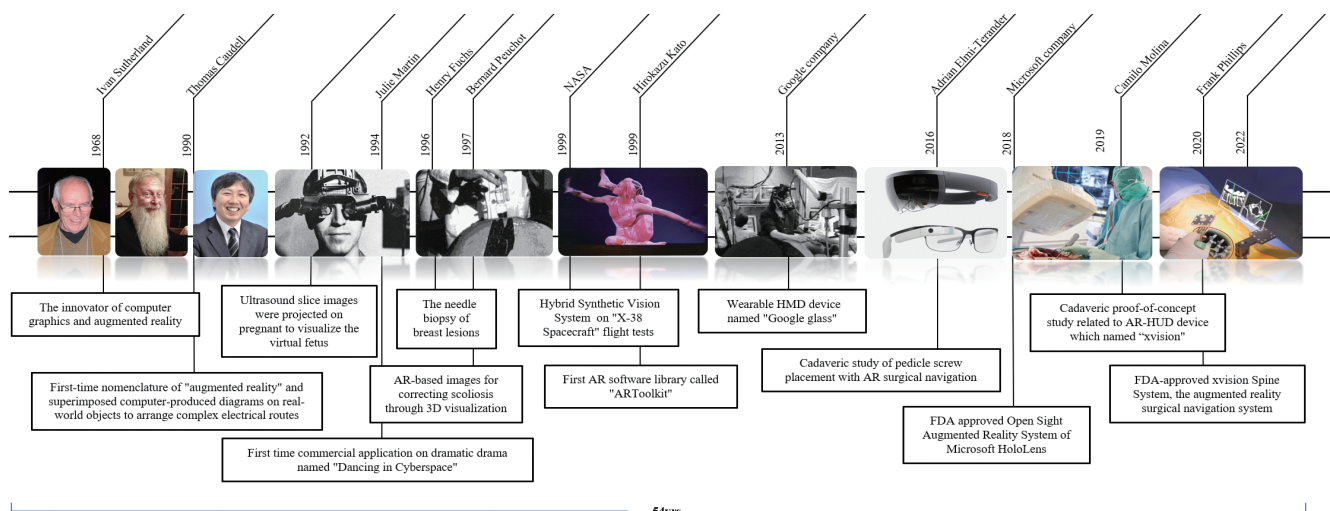 Ivan Sutherland
Thomas Caudell
Julie Martin
Henry Fuchs
Bernard Peuchot
NASA
Hirokazu Kato
Google company
Adrian Elmi-Terander
Microsoft company
Camilo Molina
Frank Phillips
1968
1990
1992
1994
1996
1997
1999
1999
2013
2016
2018
2019
2020
2022
The innovator of computer
graphics and augmented reality
First-time nomenclature of "augmented reality" and
superimposed computer-produced diagrams on real-
world objects to arrange complex electrical routes
Ultrasound slice images
were projected on
pregnant to visualize the
virtual fetus
First time commercial application on dramatic drama
named "Dancing in Cyberspace"
The needle
biopsy of
breast lesions
AR-based images for
correcting scoliosis
through 3D visualization
Hybrid Synthetic Vision
System on "X-38
Spacecraft" flight tests
First AR software library called
"ARToolkit"
Wearable HMD device
named "Google glass"
Cadaveric study of pedicle screw
placement with AR surgical navigation
FDA approved Open Sight
Augmented Reality System of
Microsoft HoloLens
Cadaveric proof-of-concept
study related to AR-HUD device
which named “xvision"
FDA-approved xvision Spine
System, the augmented reality
surgical navigation system